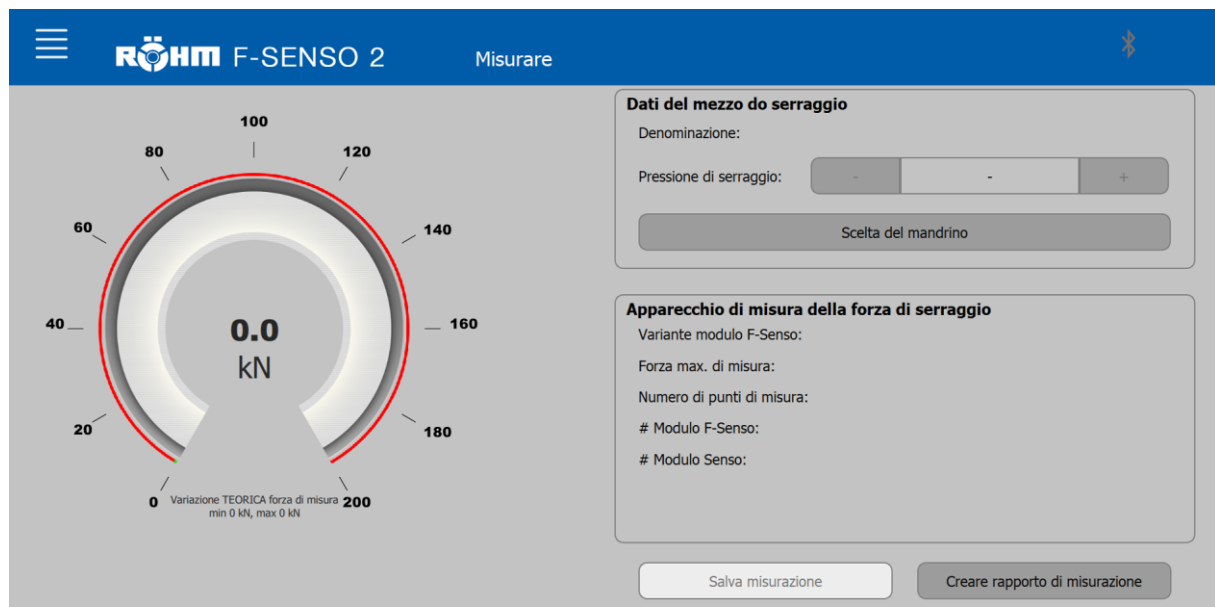 RÖHM F-SENSO 2
Misurare
100
80
120
60
140
40
160
0.0
kN
20
180
0
200
Variazione TEORICA forza di misura
min 0 kN, max 0 kN
Dati del mezzo do serraggio
Denominazione:
Pressione di serraggio:
-
-
+
Scelta del mandrino
Apparecchio di misura della forza di serraggio
Variante modulo F-Senso:
Forza max. di misura:
Numero di punti di misura:
# Modulo F-Senso:
# Modulo Senso:
Salva misurazione
Creare rapporto di misurazione